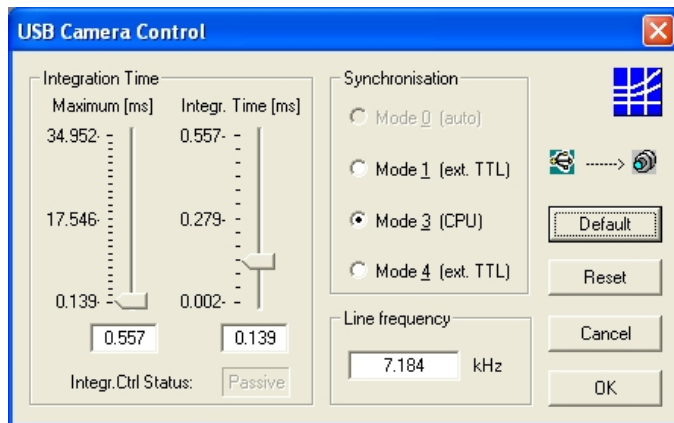 USB Camera Control
Integration Time
Maximum [ms] Integr. Time [ms]
34.952- 0.557-
17.546- 0.279-
0.139- 0.002-
0.557 0.139
Integr.Ctrl Status: Passive
Synchronisation
Mode 0 (auto)
Mode 1 (ext. TTL)
Mode 3 (CPU)
Mode 4 (ext. TTL)
Line frequency
7.184 kHz
Default
Reset
Cancel
OK